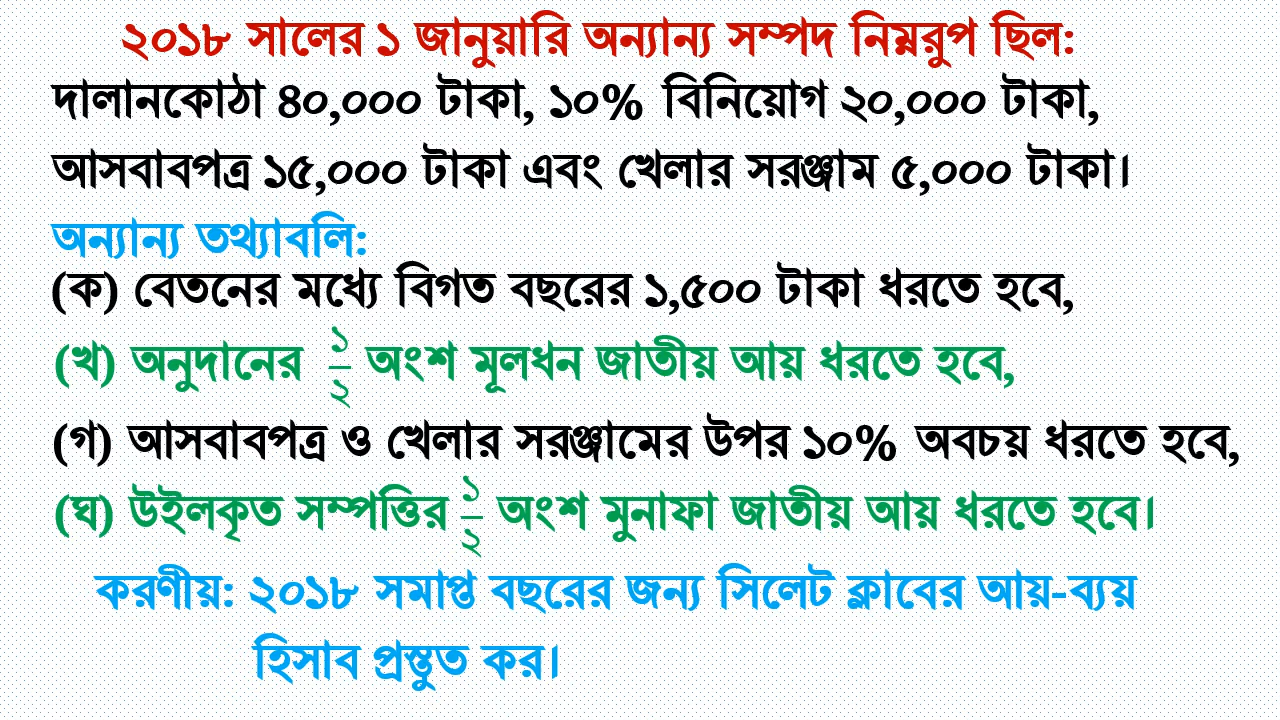 ২০১৮ সালের ১ জানুয়ারি অন্যান্য সম্পদ নিম্নরুপ ছিল:
দালানকোঠা ৪০,০০০ টাকা, ১০% বিনিয়োগ ২০,০০০ টাকা,
আসবাবপত্র ১৫,০০০ টাকা এবং খেলার সরঞ্জাম ৫,০০০ টাকা।
অন্যান্য তথ্যাবলি:
(ক) বেতনের মধ্যে বিগত বছরের ১,৫০০ টাকা ধরতে হবে,
(খ) অনুদানের ১/২ অংশ মূলধন জাতীয় আয় ধরতে হবে,
(গ) আসবাবপত্র ও খেলার সরঞ্জামের উপর ১০% অবচয় ধরতে হবে,
(ঘ) উইলকৃত সম্পত্তির ১/২ অংশ মুনাফা জাতীয় আয় ধরতে হবে।
করণীয়: ২০১৮ সমাপ্ত বছরের জন্য সিলেট ক্লাবের আয়-ব্যয়
হিসাব প্রস্তুত কর।